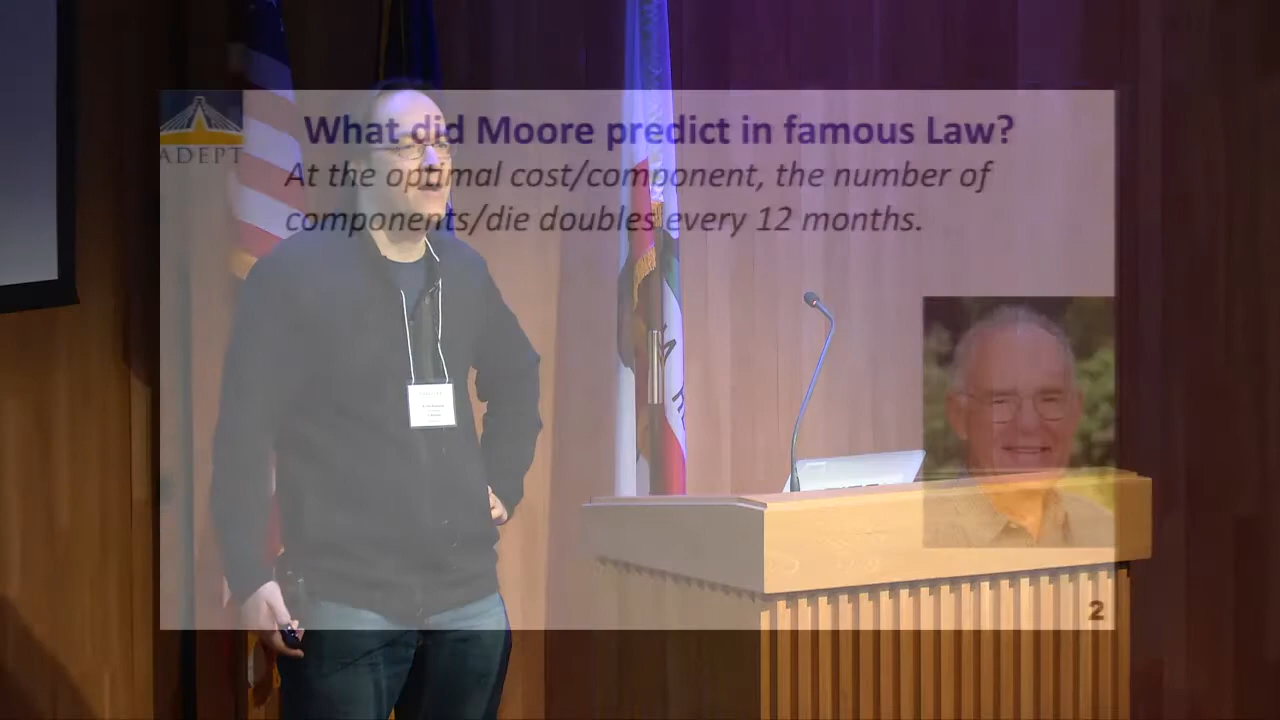 ADEPT
What did Moore predict in famous Law?
At the optimal cost/component, the number of
components/die doubles every 12 months.
2